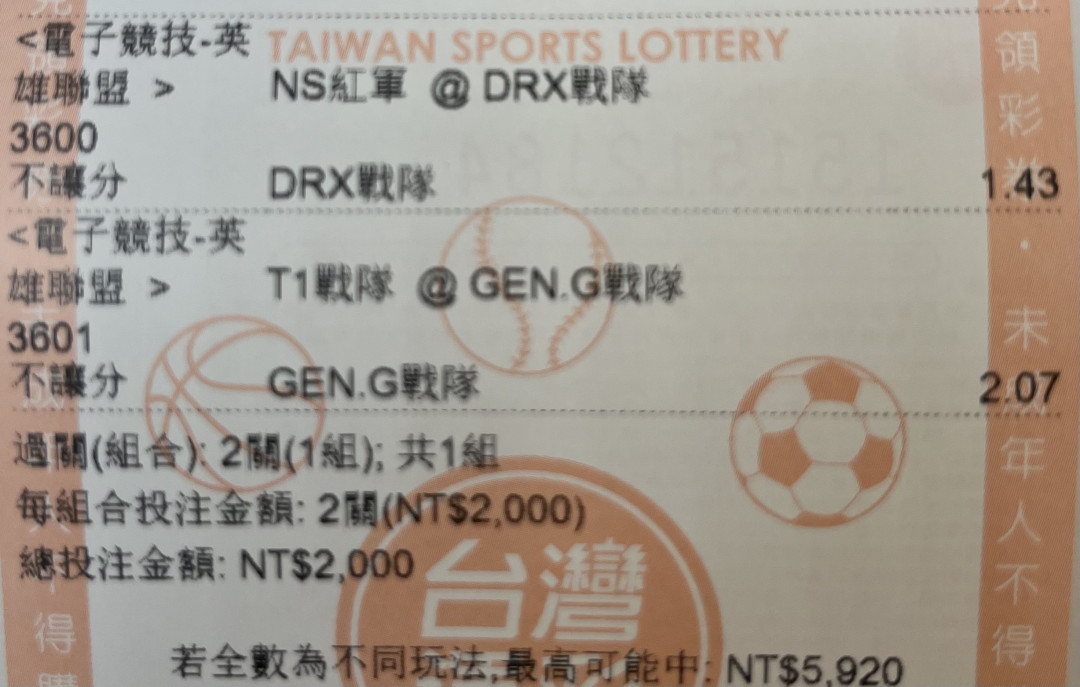 TAIWAN SPORTS LOTTERY
<電子競技-英
雄聯盟 > NS紅軍 @ DRX戰隊
3600
不讓分 DRX戰隊 1.43
<電子競技-英
雄聯盟 > T1戰隊 @ GEN.G戰隊
3601
不讓分 GEN.G戰隊 2.07
過關(組合): 2關(1組); 共1組
每組合投注金額: 2關(NT$2,000)
總投注金額: NT$2,000
台灣
若全數為不同玩法,最高可能中: NT$5,920
領彩
未
年人不得
得